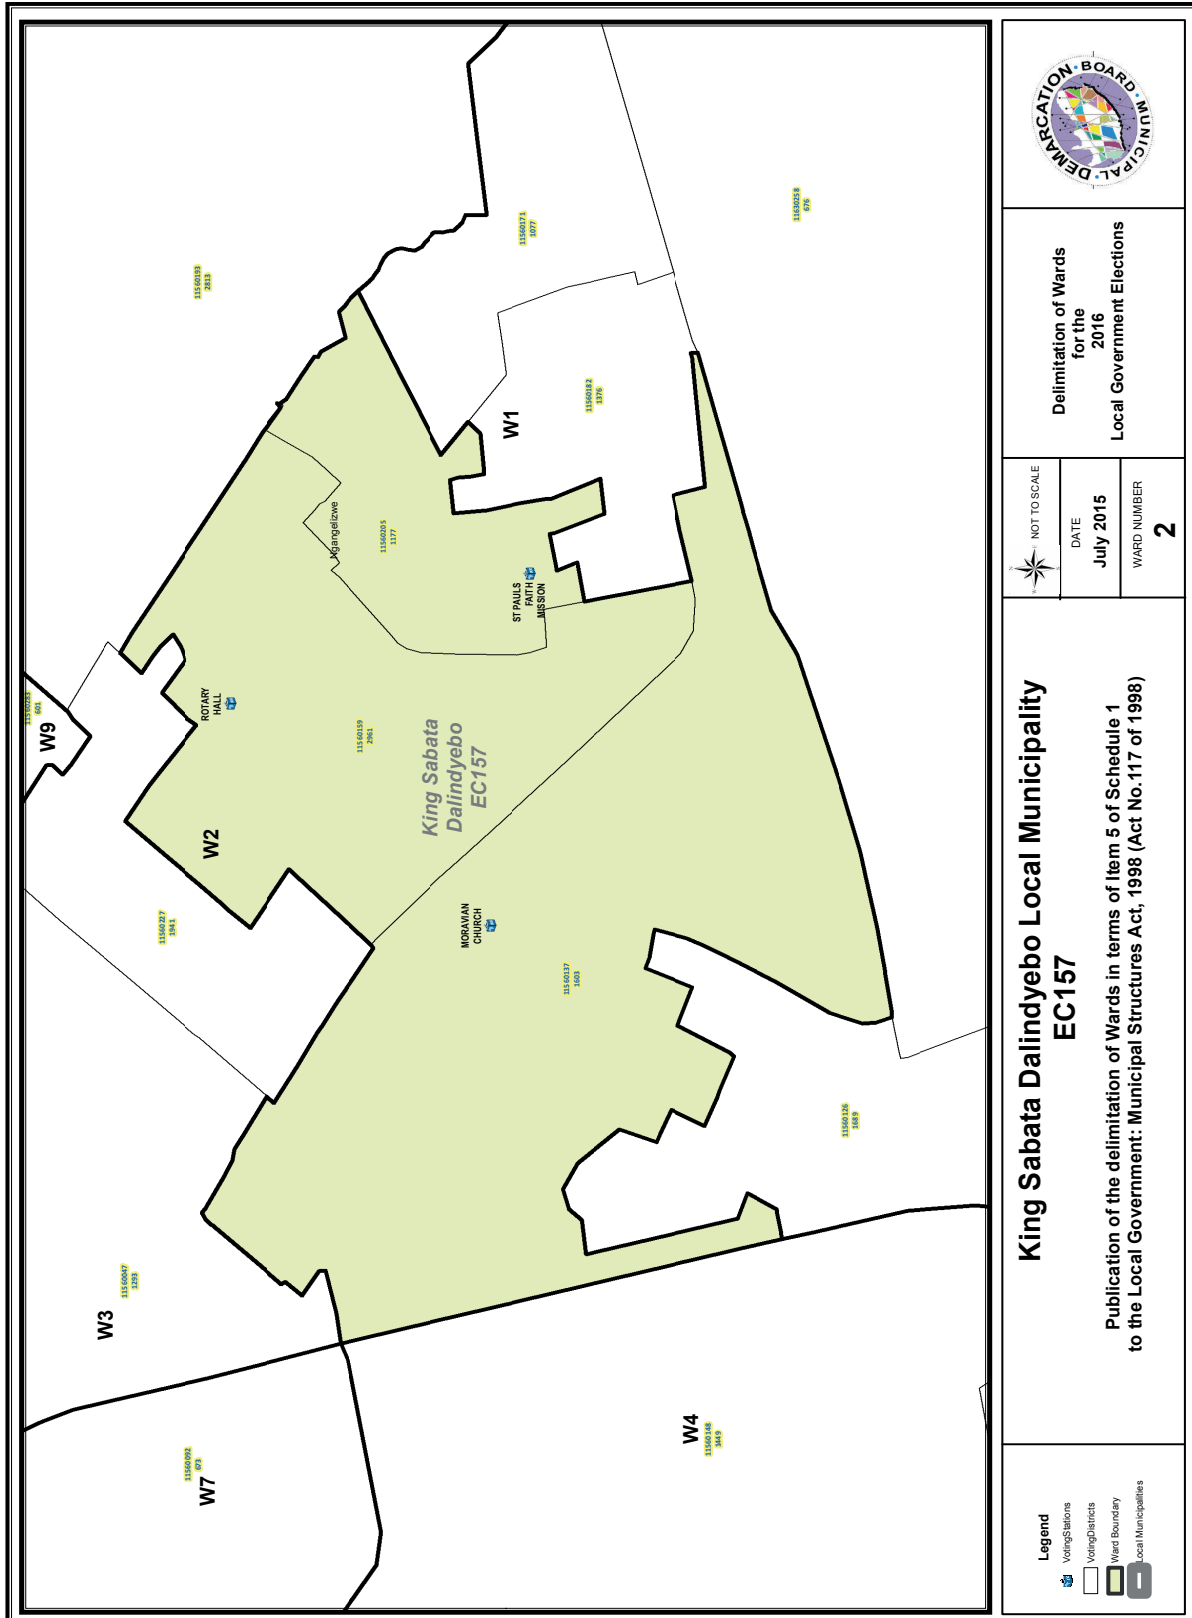 11560283
601
W9
11560193
2813
ROTARY
HALL
W2
11560227
1941
Ngangelizwe
11560205
1177
11560159
2961
King Sabata
Dalindyebo
EC157
ST PAULS
FAITH
MISSION
W1
11560171
1077
11560182
1376
11630258
676
MORAVIAN
CHURCH
11560137
1603
W3
11560047
1293
11560126
1689
W7
11560092
673
W4
11560148
Legend
VotingStations
VotingDistricts
Ward Boundary
Local Municipalities
King Sabata Dalindyebo Local Municipality
EC157
Publication of the delimitation of Wards in terms of Item 5 of Schedule 1
to the Local Government: Municipal Structures Act, 1998 (Act No.117 of 1998)
N
E
S
W
NOT TO SCALE
DATE
July 2015
WARD NUMBER
2
Delimitation of Wards
for the
2016
Local Government Elections
MUNICIPAL · DEMARCATION · BOARD ·